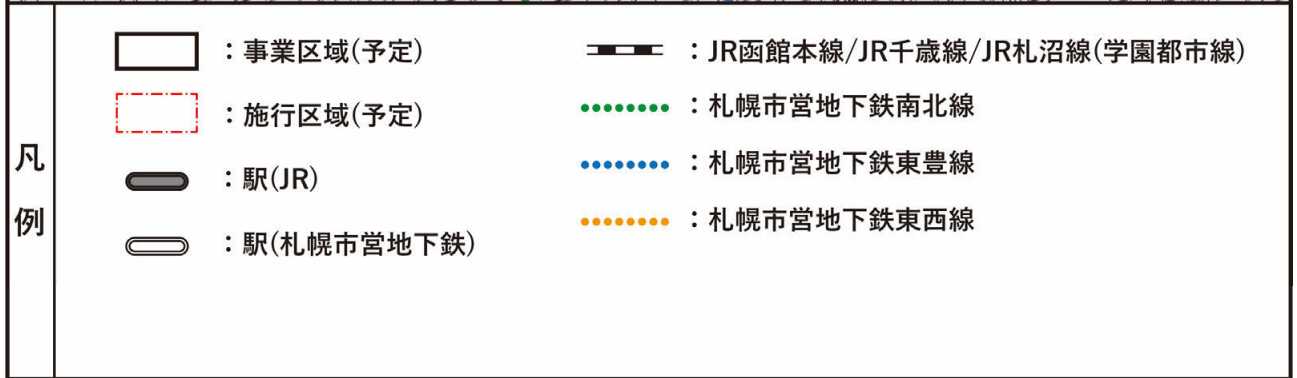 凡例
：事業区域(予定)
：施行区域(予定)
：駅(JR)
：駅(札幌市営地下鉄)
：JR函館本線/JR千歳線/JR札沼線(学園都市線)
：札幌市営地下鉄南北線
：札幌市営地下鉄東豊線
：札幌市営地下鉄東西線